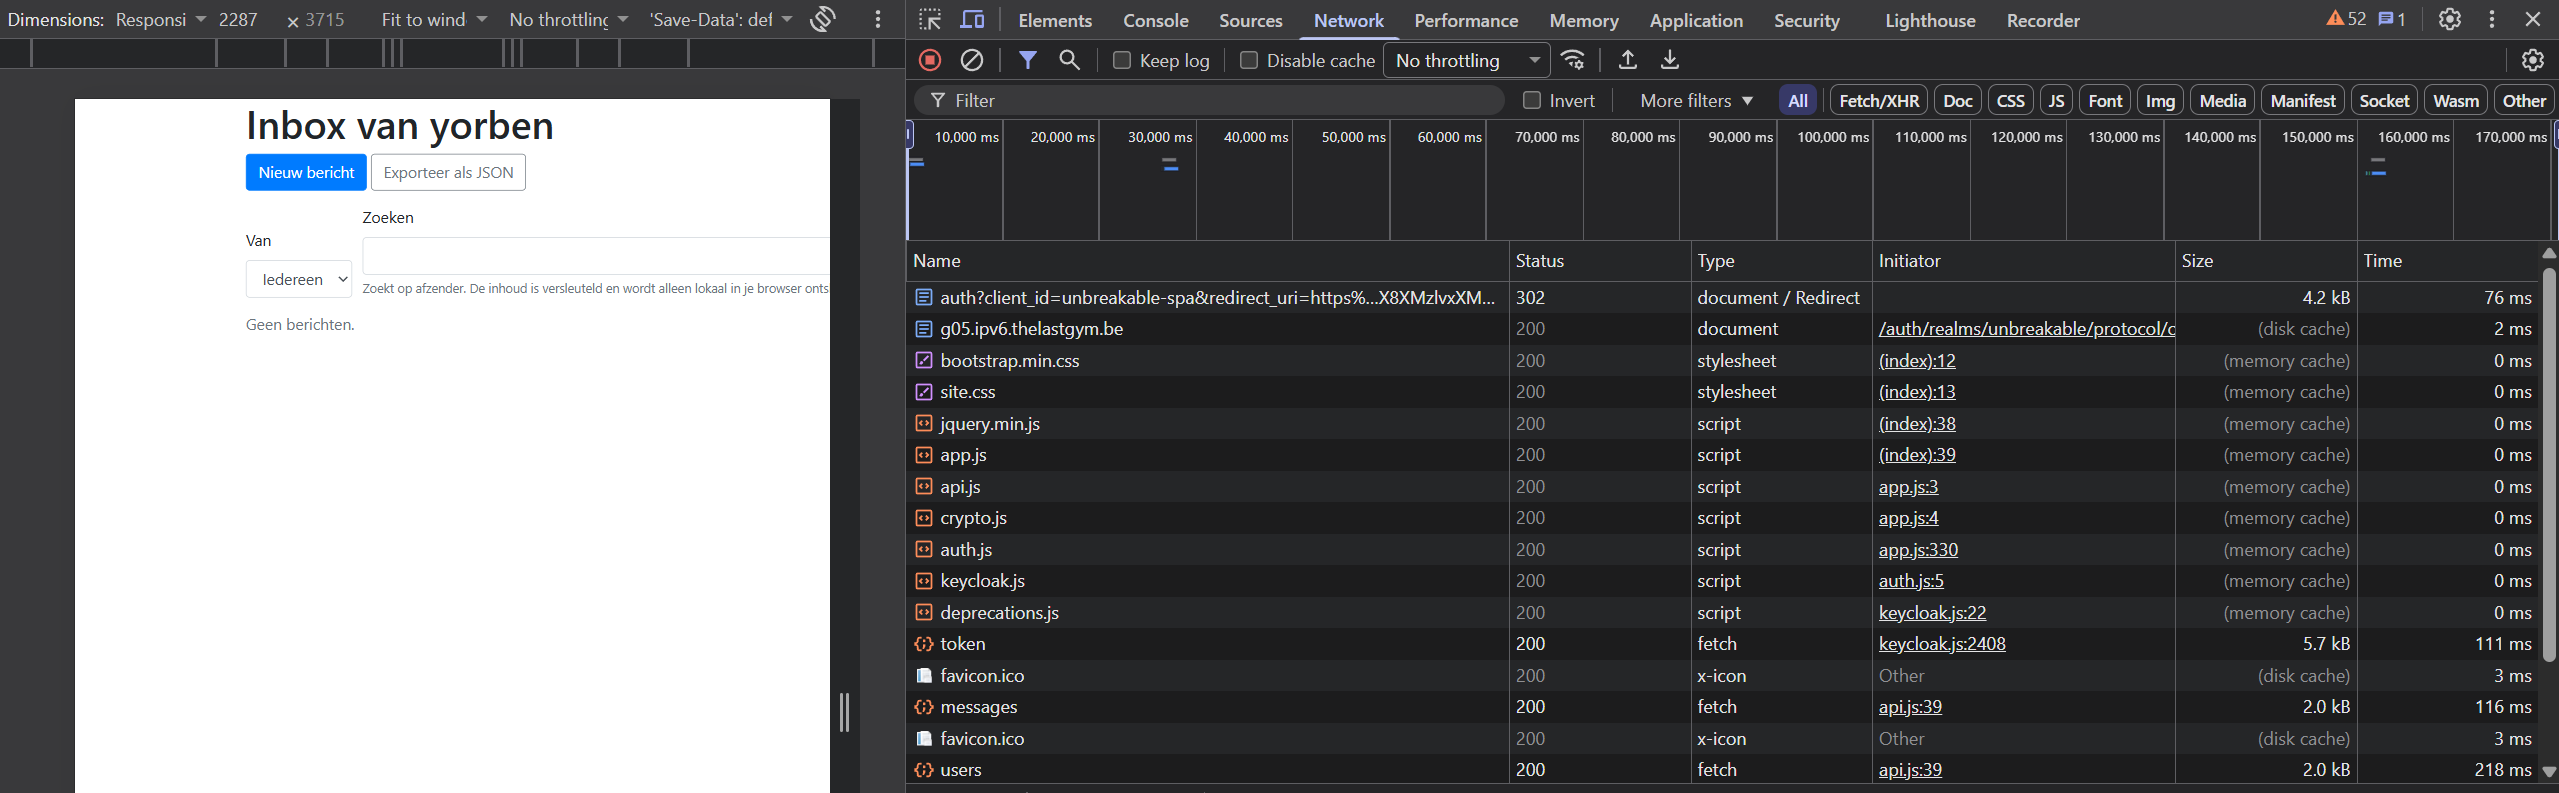 Dimensions: Responsi 2287 × 3715 Fit to wind No throttling 'Save-Data': def
Inbox van yorben
Nieuw bericht Exporteer als JSON
Zoeken
Van
Iedereen
Zoekt op afzender. De inhoud is versleuteld en wordt alleen lokaal in je browser onts
Geen berichten.
Elements Console Sources Network Performance Memory Application Security Lighthouse Recorder 52 1
Keep log Disable cache No throttling
Filter Invert More filters All Fetch/XHR Doc CSS JS Font Img Media Manifest Socket Wasm Other
10,000 ms 20,000 ms 30,000 ms 40,000 ms 50,000 ms 60,000 ms 70,000 ms 80,000 ms 90,000 ms 100,000 ms 110,000 ms 120,000 ms 130,000 ms 140,000 ms 150,000 ms 160,000 ms 170,000 ms
Name Status Type Initiator Size Time
auth?client_id=unbreakable-spa&redirect_uri=https%...X8XMzlvxXM... 302 document / Redirect 4.2 kB 76 ms
g05.ipv6.thelastgym.be 200 document /auth/realms/unbreakable/protocol/c (disk cache) 2 ms
bootstrap.min.css 200 stylesheet (index):12 (memory cache) 0 ms
site.css 200 stylesheet (index):13 (memory cache) 0 ms
jquery.min.js 200 script (index):38 (memory cache) 0 ms
app.js 200 script (index):39 (memory cache) 0 ms
api.js 200 script app.js:3 (memory cache) 0 ms
crypto.js 200 script app.js:4 (memory cache) 0 ms
auth.js 200 script app.js:330 (memory cache) 0 ms
keycloak.js 200 script auth.js:5 (memory cache) 0 ms
deprecations.js 200 script keycloak.js:22 (memory cache) 0 ms
token 200 fetch keycloak.js:2408 5.7 kB 111 ms
favicon.ico 200 x-icon Other (disk cache) 3 ms
messages 200 fetch api.js:39 2.0 kB 116 ms
favicon.ico 200 x-icon Other (disk cache) 3 ms
users 200 fetch api.js:39 2.0 kB 218 ms